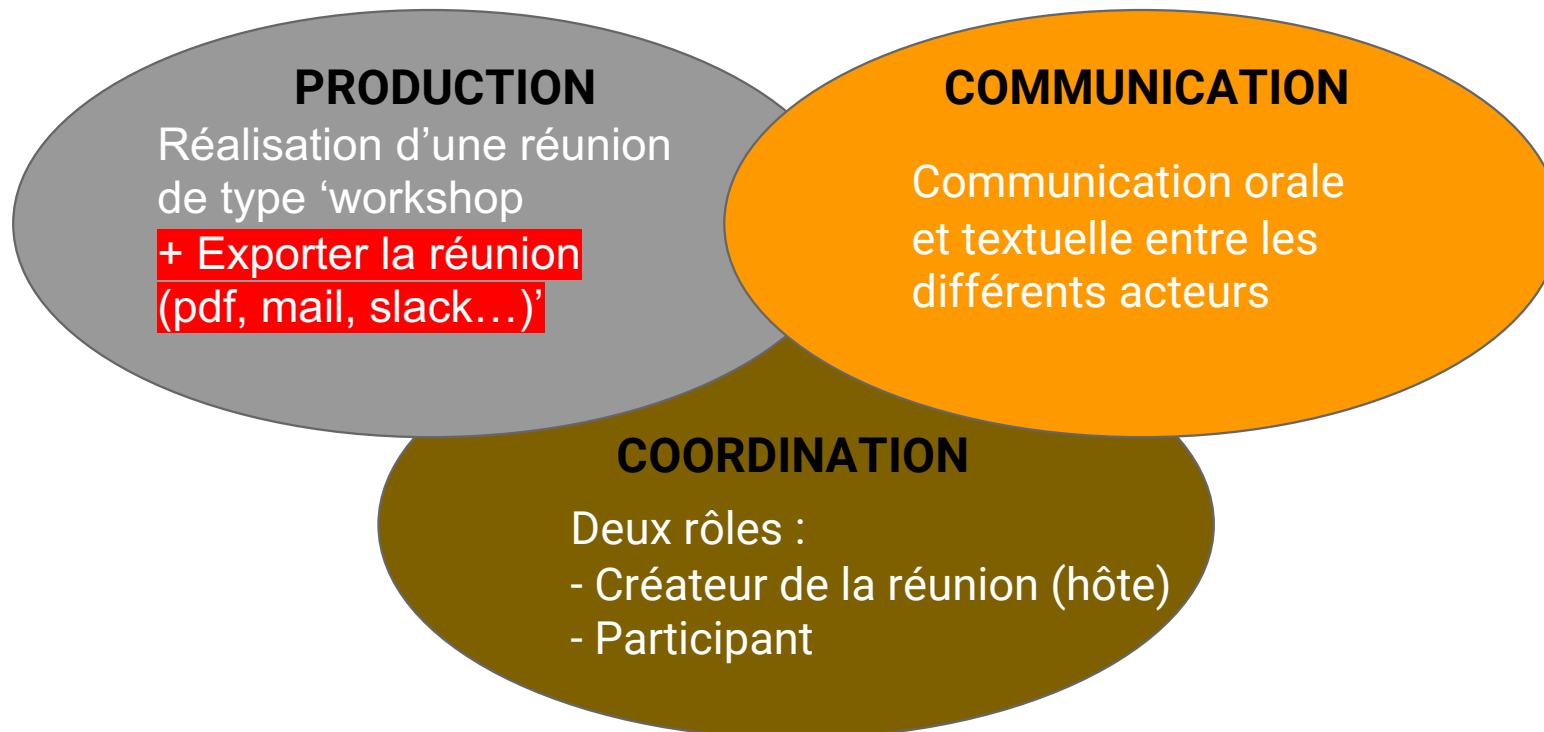 PRODUCTION
Réalisation d’une réunion
de type ‘workshop
+ Exporter la réunion
(pdf, mail, slack…)’
COMMUNICATION
Communication orale
et textuelle entre les
différents acteurs
COORDINATION
Deux rôles :
- Créateur de la réunion (hôte)
- Participant